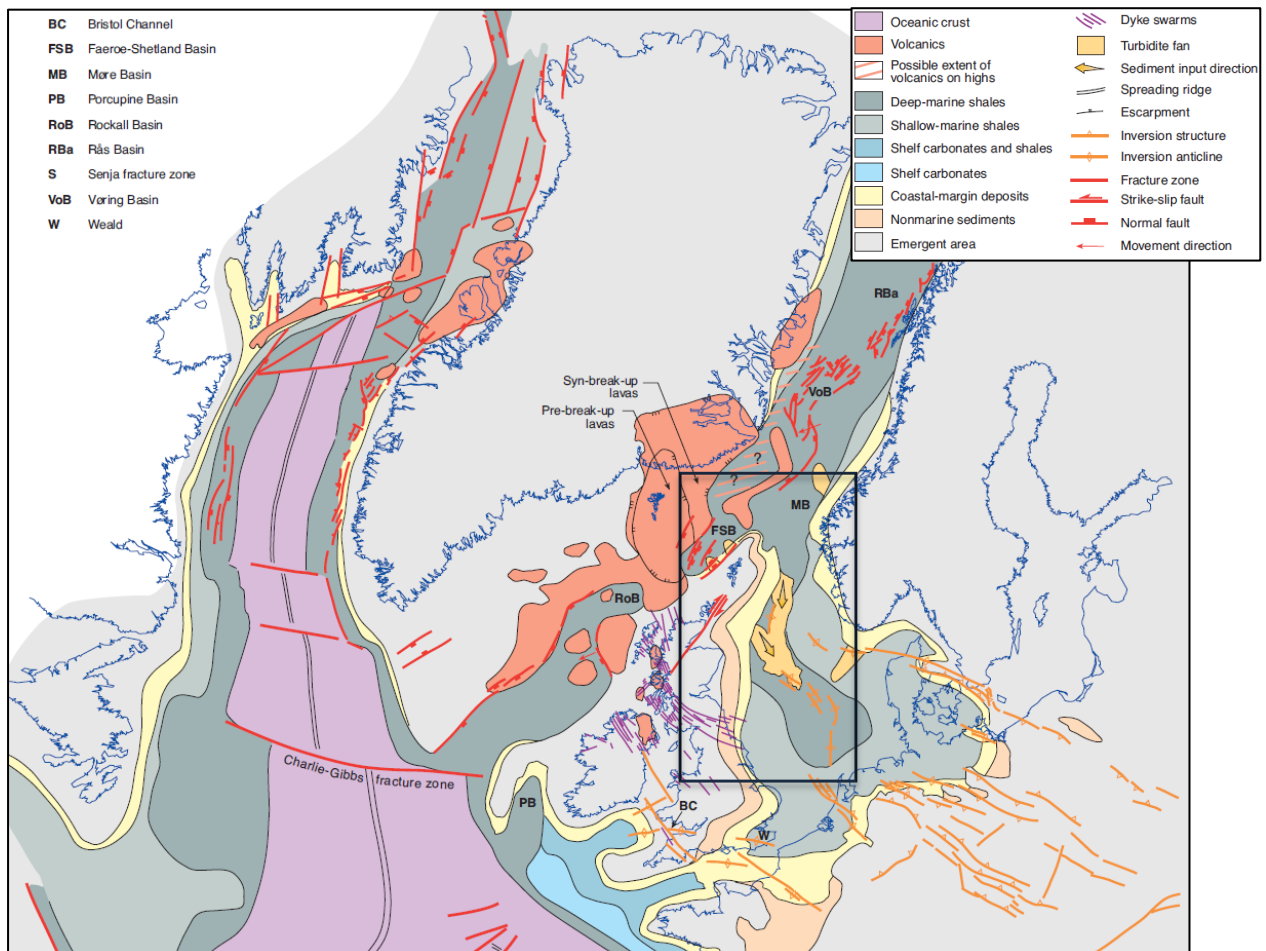 BC Bristol Channel
FSB Faeroe-Shetland Basin
MB Møre Basin
PB Porcupine Basin
RoB Rockall Basin
RBa Rås Basin
S Senja fracture zone
VoB Vøring Basin
W Weald
Oceanic crust
Volcanics
Possible extent of
volcanics on highs
Deep-marine shales
Shallow-marine shales
Shelf carbonates and shales
Shelf carbonates
Coastal-margin deposits
Nonmarine sediments
Emergent area
Dyke swarms
Turbidite fan
Sediment input direction
Spreading ridge
Escarpment
Inversion structure
Inversion anticline
Fracture zone
Strike-slip fault
Normal fault
Movement direction
RBa
Syn-break-up
lavas
VoB
Pre-break-up
lavas
?
?
MB
FSB
RoB
Charlie-Gibbs fracture zone
PB
BC
W